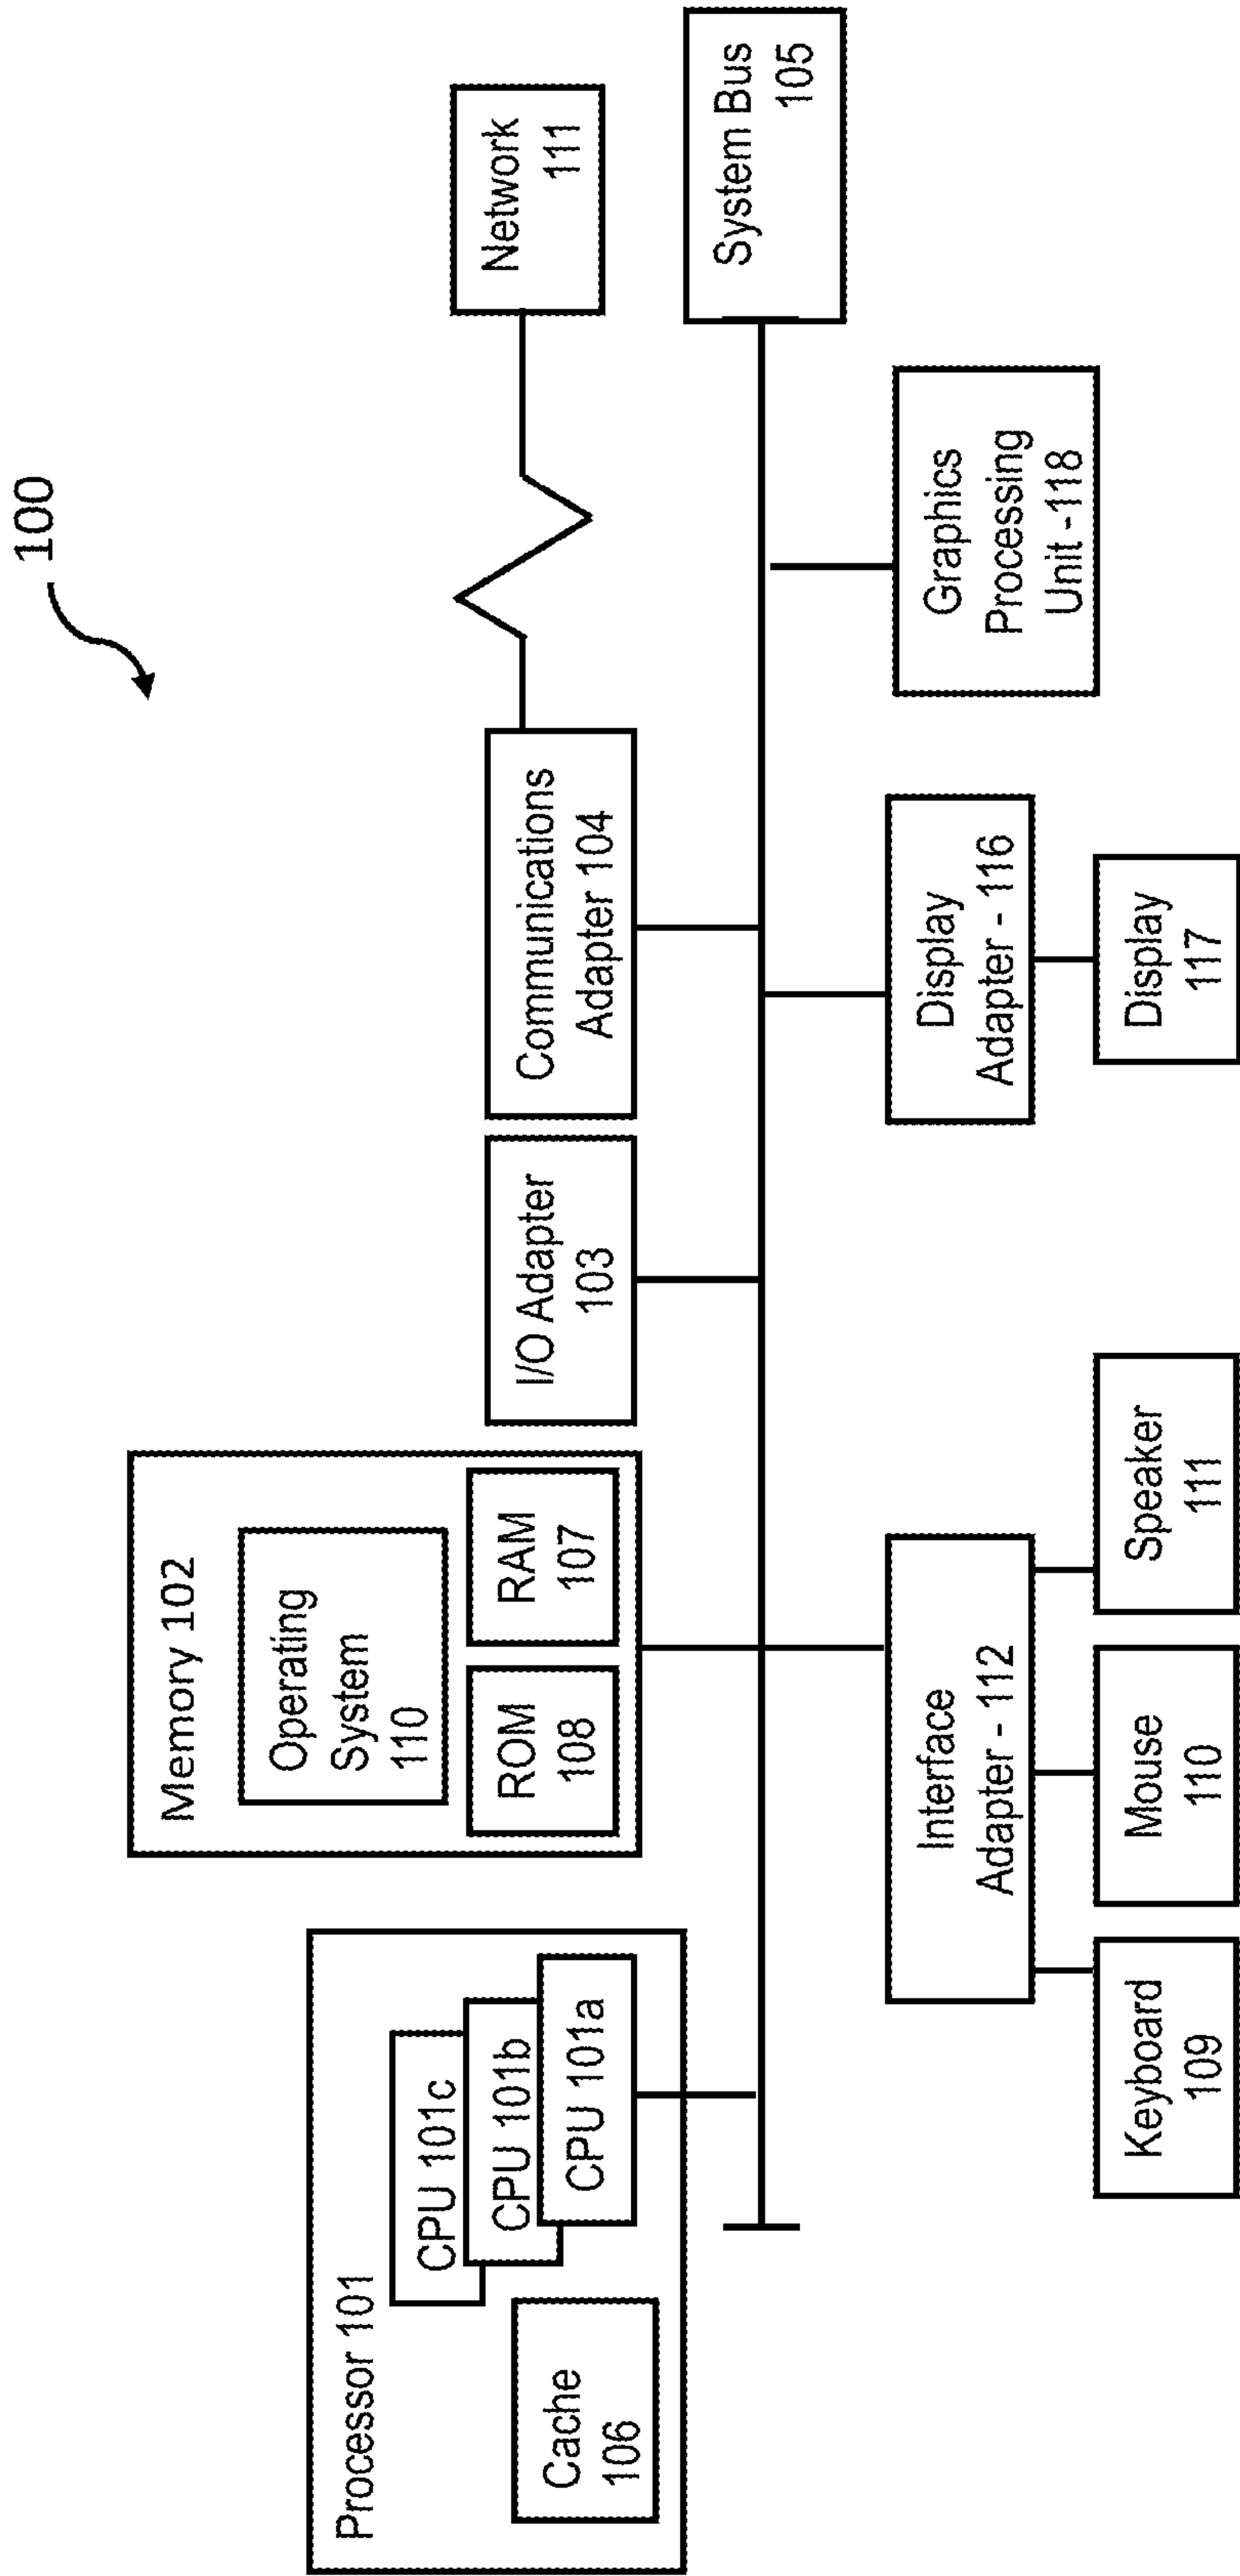 100
Processor 101
CPU 101c
CPU 101b
CPU 101a
Cache
106
Memory 102
Operating
System
110
ROM
108
RAM
107
I/O Adapter
103
Communications
Adapter 104
Network
111
System Bus
105
Interface
Adapter - 112
Keyboard
109
Mouse
110
Speaker
111
Display
Adapter - 116
Display
117
Graphics
Processing
Unit -118